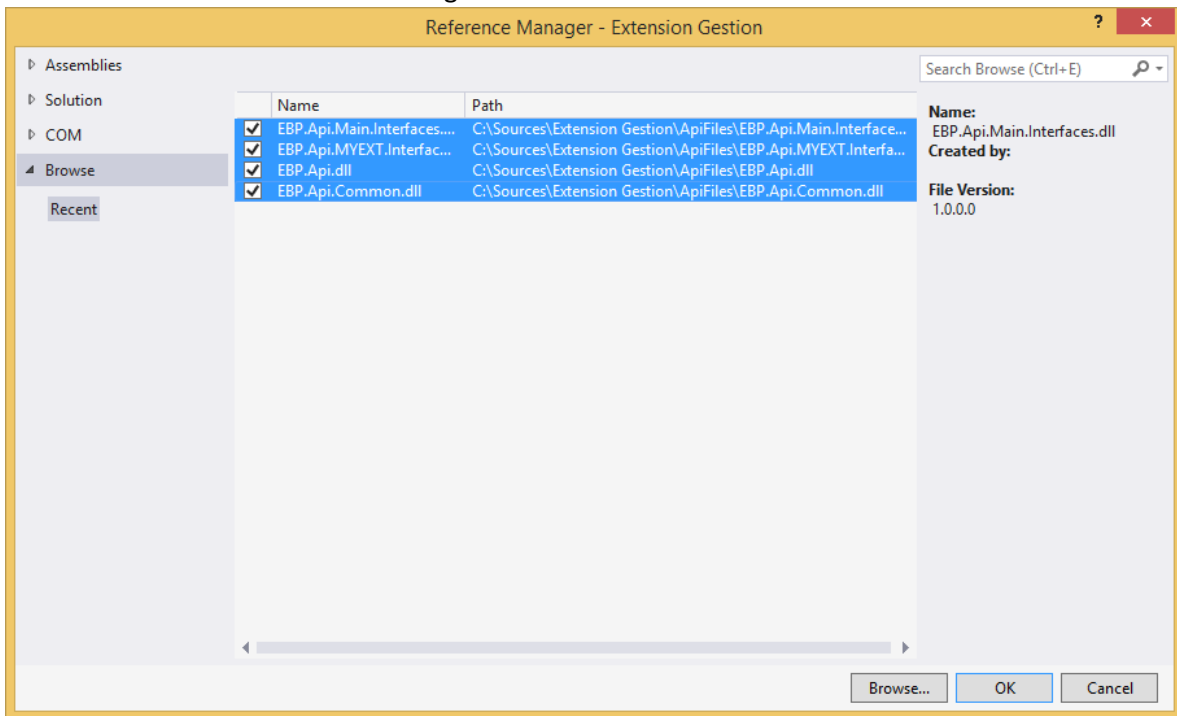 Reference Manager - Extension Gestion
? ×
Assemblies
Solution
COM
Browse
Recent
Name Path
EBP.Api.Main.Interfaces.... C:\Sources\Extension Gestion\ApiFiles\EBP.Api.Main.Interface...
EBP.Api.MYEXT.Interfac... C:\Sources\Extension Gestion\ApiFiles\EBP.Api.MYEXT.Interfa...
EBP.Api.dll C:\Sources\Extension Gestion\ApiFiles\EBP.Api.dll
EBP.Api.Common.dll C:\Sources\Extension Gestion\ApiFiles\EBP.Api.Common.dll
Search Browse (Ctrl+E)
Name:
EBP.Api.Main.Interfaces.dll
Created by:
File Version:
1.0.0.0
Browse... OK Cancel